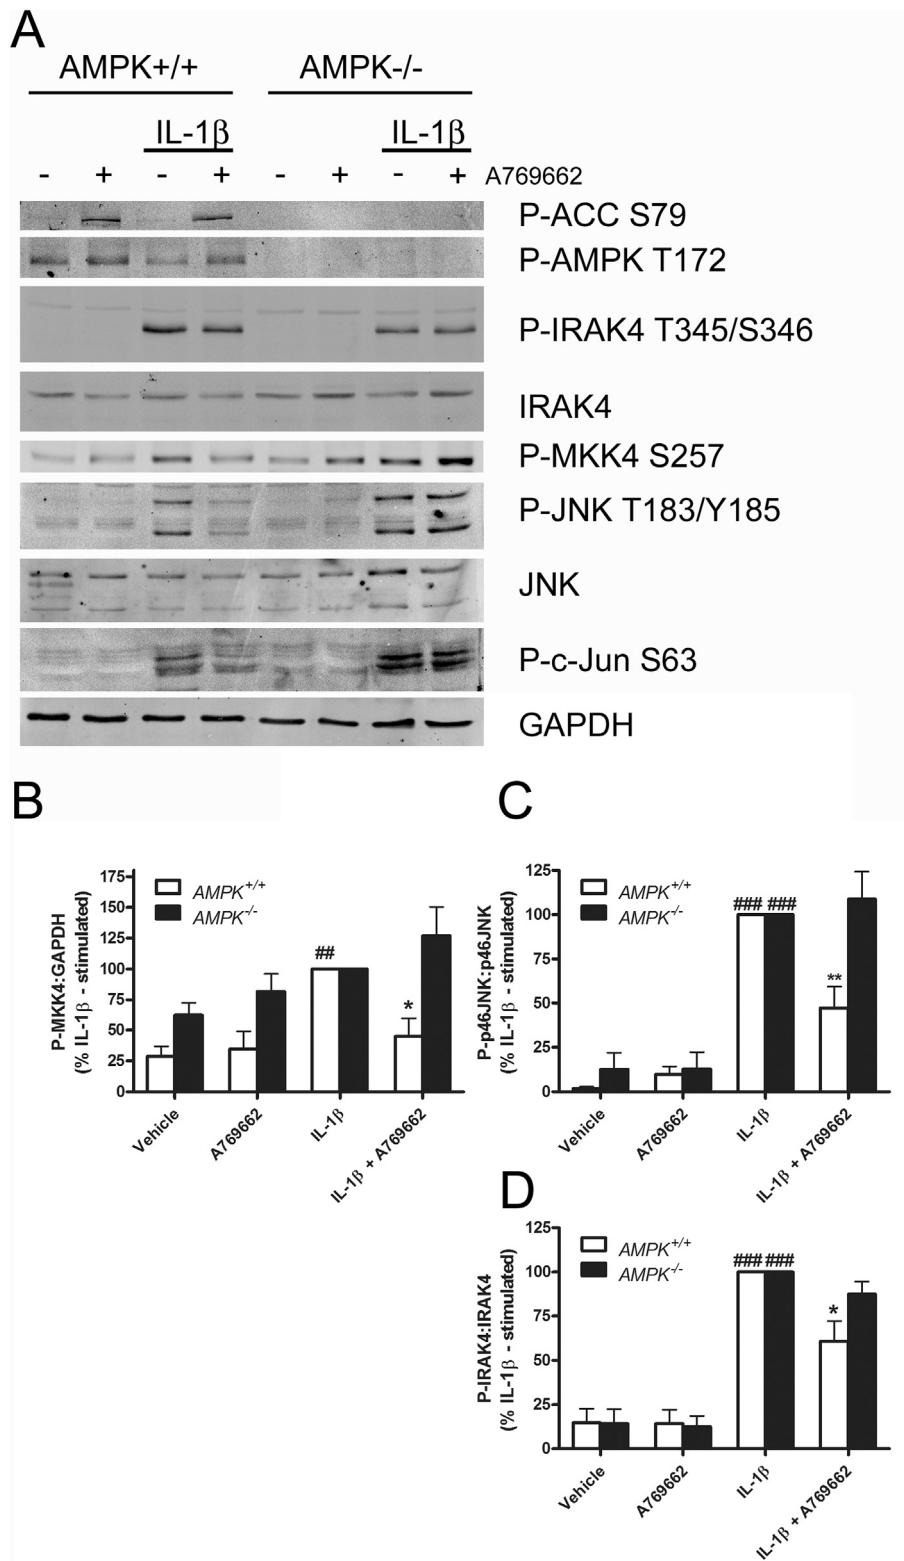 A
AMPK+/+ AMPK-/-
IL-1β IL-1β
- + - + - + - + A769662
P-ACC S79
P-AMPK T172
P-IRAK4 T345/S346
IRAK4
P-MKK4 S257
P-JNK T183/Y185
JNK
P-c-Jun S63
GAPDH
B
P-MKK4:GAPDH
(% IL-1β - stimulated)
175
150
125
100
75
50
25
0
AMPK+/+
AMPK-/-
##
*
Vehicle
A769662
IL-1β
IL-1β + A769662
C
P-p46JNK:p46JNK
(% IL-1β - stimulated)
125
100
75
50
25
0
AMPK+/+
AMPK-/-
### ###
**
Vehicle
A769662
IL-1β
IL-1β + A769662
D
P-IRAK4:IRAK4
(% IL-1β - stimulated)
125
100
75
50
25
0
AMPK+/+
AMPK-/-
### ###
*
Vehicle
A769662
IL-1β
IL-1β + A769662